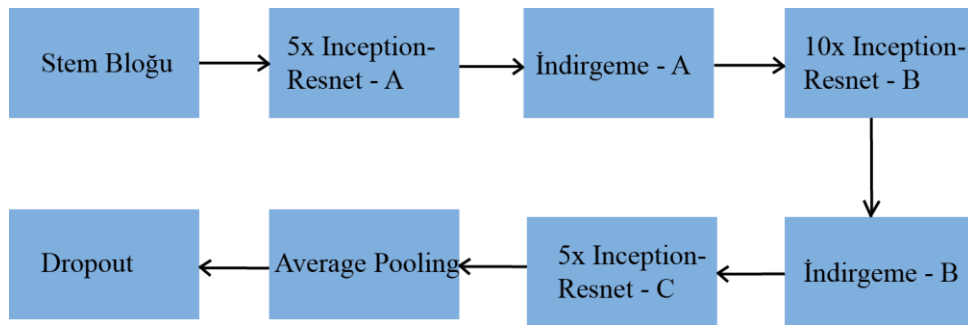 Stem Bloğu
5x Inception-
Resnet - A
İndirgeme - A
10x Inception-
Resnet - B
İndirgeme - B
5x Inception-
Resnet - C
Average Pooling
Dropout